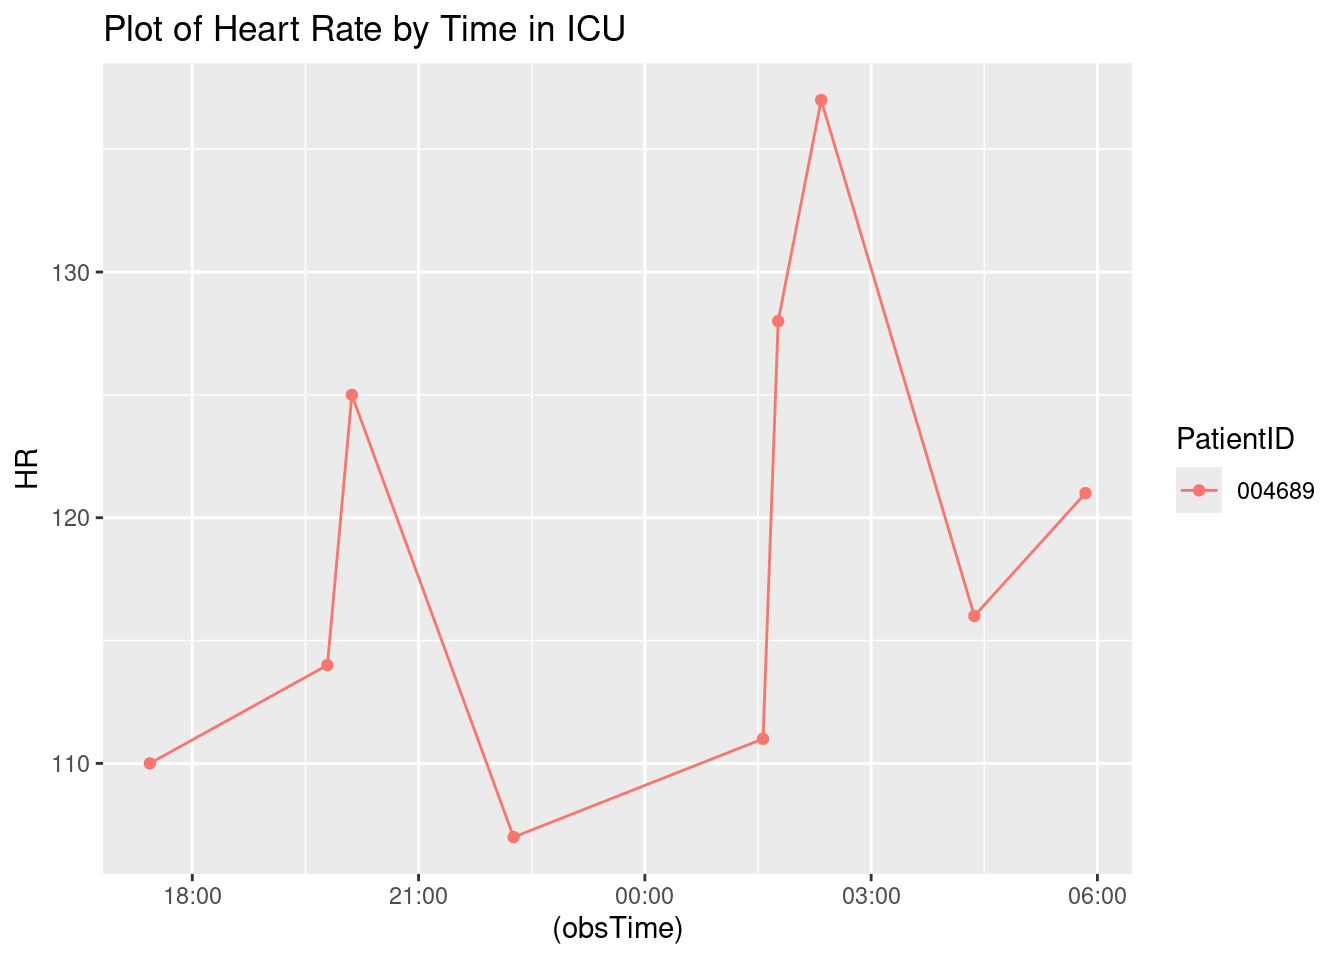 Plot of Heart Rate by Time in ICU
130
120
110
HR
18:00 21:00 00:00 03:00 06:00
(obsTime)
PatientID
004689